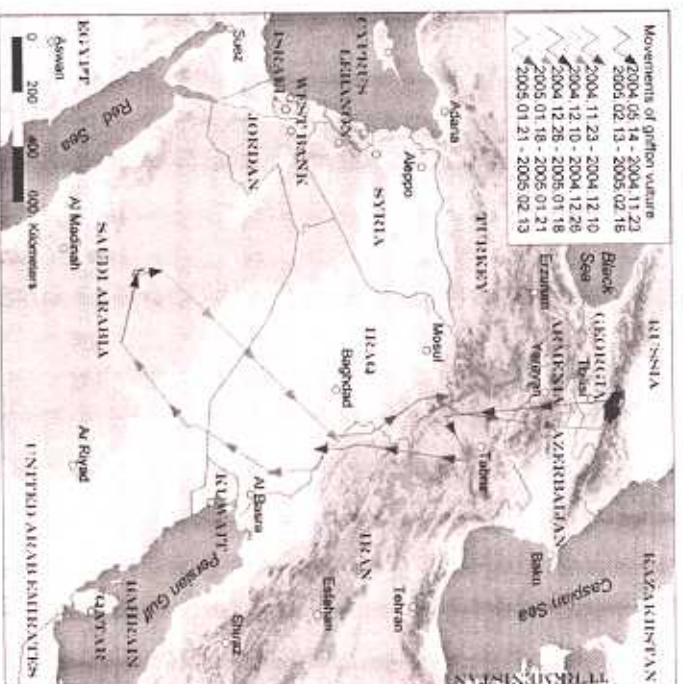 Movements of griffon vulture
2004.05.14 - 2004.11.23
2005.02.13 - 2005.02.16
2004.11.23 - 2004.12.10
2004.12.10 - 2004.12.26
2004.12.26 - 2005.01.18
2005.01.18 - 2005.01.21
2005.01.21 - 2005.02.13
RUSSIA
KAZAKHSTAN
Black
Sea
GEORGIA
Tbilisi
Caspian Sea
ARMENIA
AZERBAIJAN
Baku
Erzurum
Yerevan
TURKEY
Tabriz
TURKMENISTAN
Adana
Aleppo
Mosul
Tehran
CYPRUS
SYRIA
IRAQ
IRAN
LEBANON
Baghdad
Esfahan
WEST BANK
ISRAEL
JORDAN
Al Basra
Suez
KUWAIT
Shiraz
Persian Gulf
EGYPT
Red Sea
SAUDI ARABIA
BAHRAIN
QATAR
Al Madinah
Ar Riyad
Aswan
UNITED ARAB EMIRATES
0 200 400 600 Kilometers